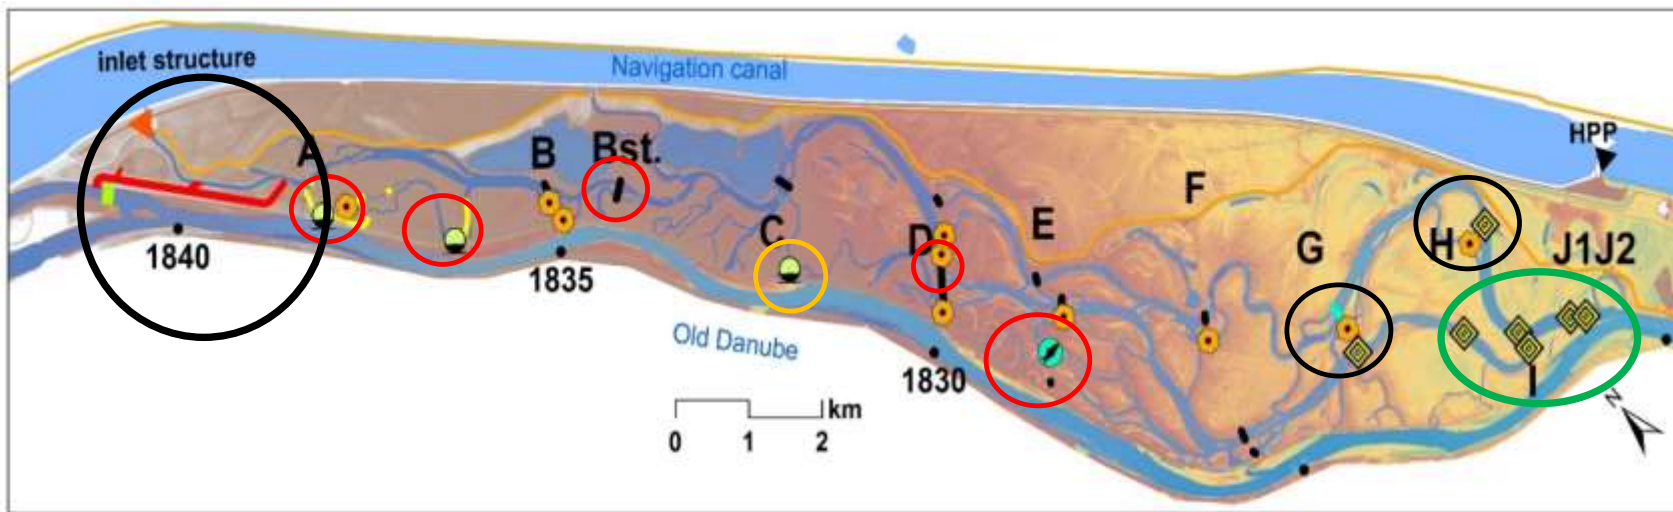 inlet structure
Navigation canal
HPP
A
B
Bst.
F
C
D
E
G
H
J1J2
1840
1835
Old Danube
1830
I
km
0 1 2
N